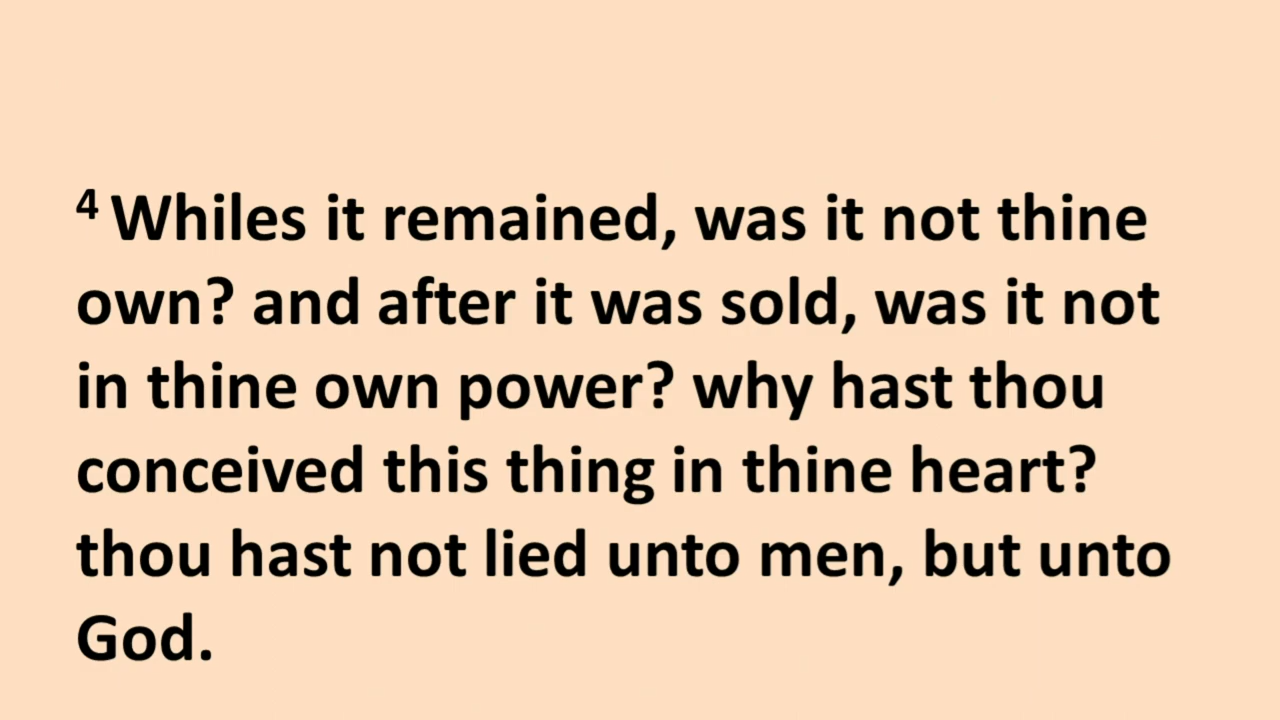 4 Whiles it remained, was it not thine
own? and after it was sold, was it not
in thine own power? why hast thou
conceived this thing in thine heart?
thou hast not lied unto men, but unto
God.